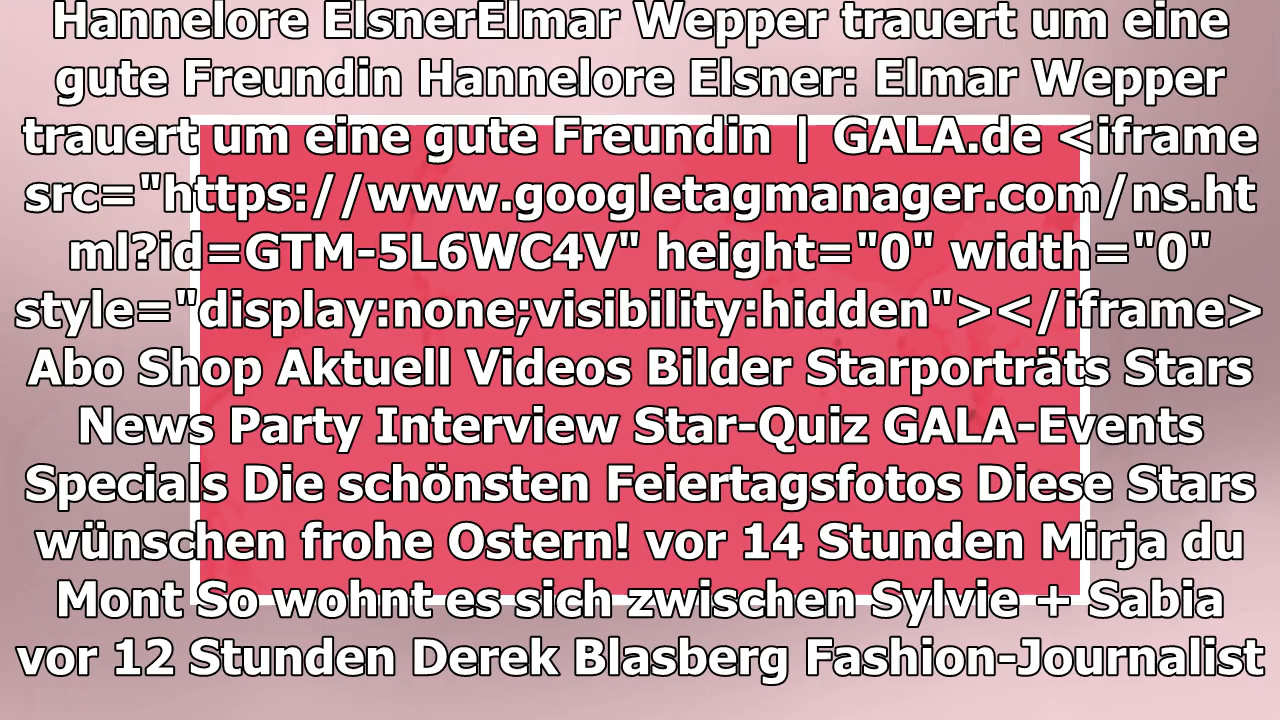 Hannelore ElsnerElmar Wepper trauert um eine
gute Freundin Hannelore Elsner: Elmar Wepper
trauert um eine gute Freundin | GALA.de <iframe
src="https://www.googletagmanager.com/ns.ht
ml?id=GTM-5L6WC4V" height="0" width="0"
style="display:none;visibility:hidden"></iframe>
Abo Shop Aktuell Videos Bilder Starporträts Stars
News Party Interview Star-Quiz GALA-Events
Specials Die schönsten Feiertagsfotos Diese Stars
wünschen frohe Ostern! vor 14 Stunden Mirja du
Mont So wohnt es sich zwischen Sylvie + Sabia
vor 12 Stunden Derek Blasberg Fashion-Journalist